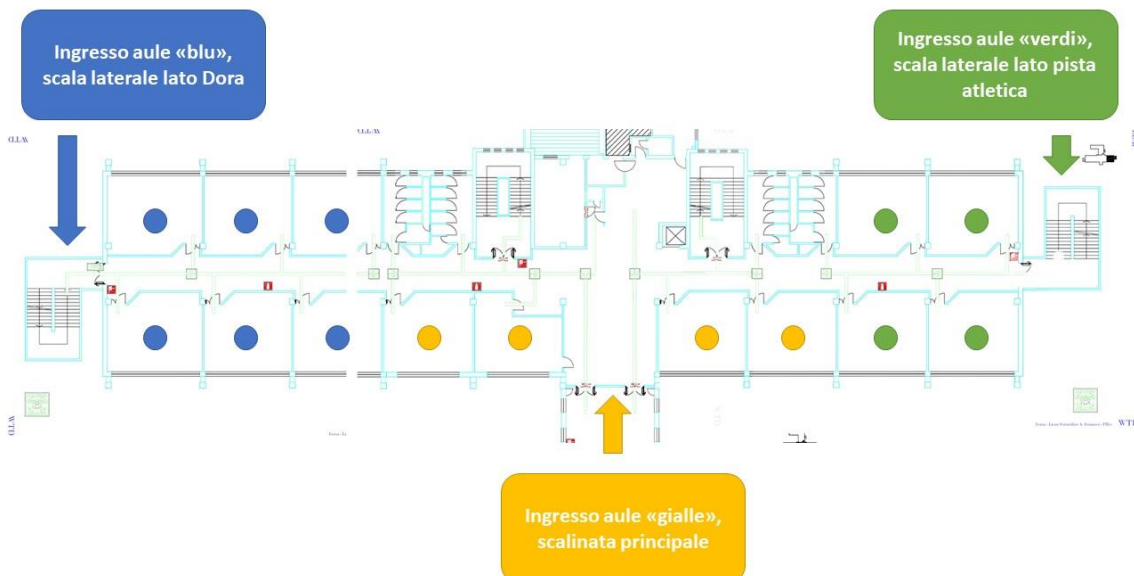 Ingresso aule «blu»,
scala laterale lato Dora
Ingresso aule «verdi»,
scala laterale lato pista
atletica
Ingresso aule «gialle»,
scalinata principale